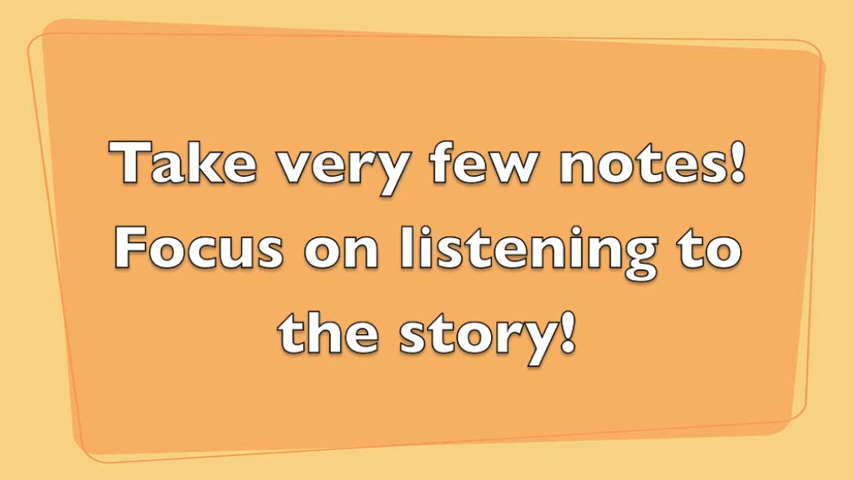 Take very few notes!
Focus on listening to
the story!